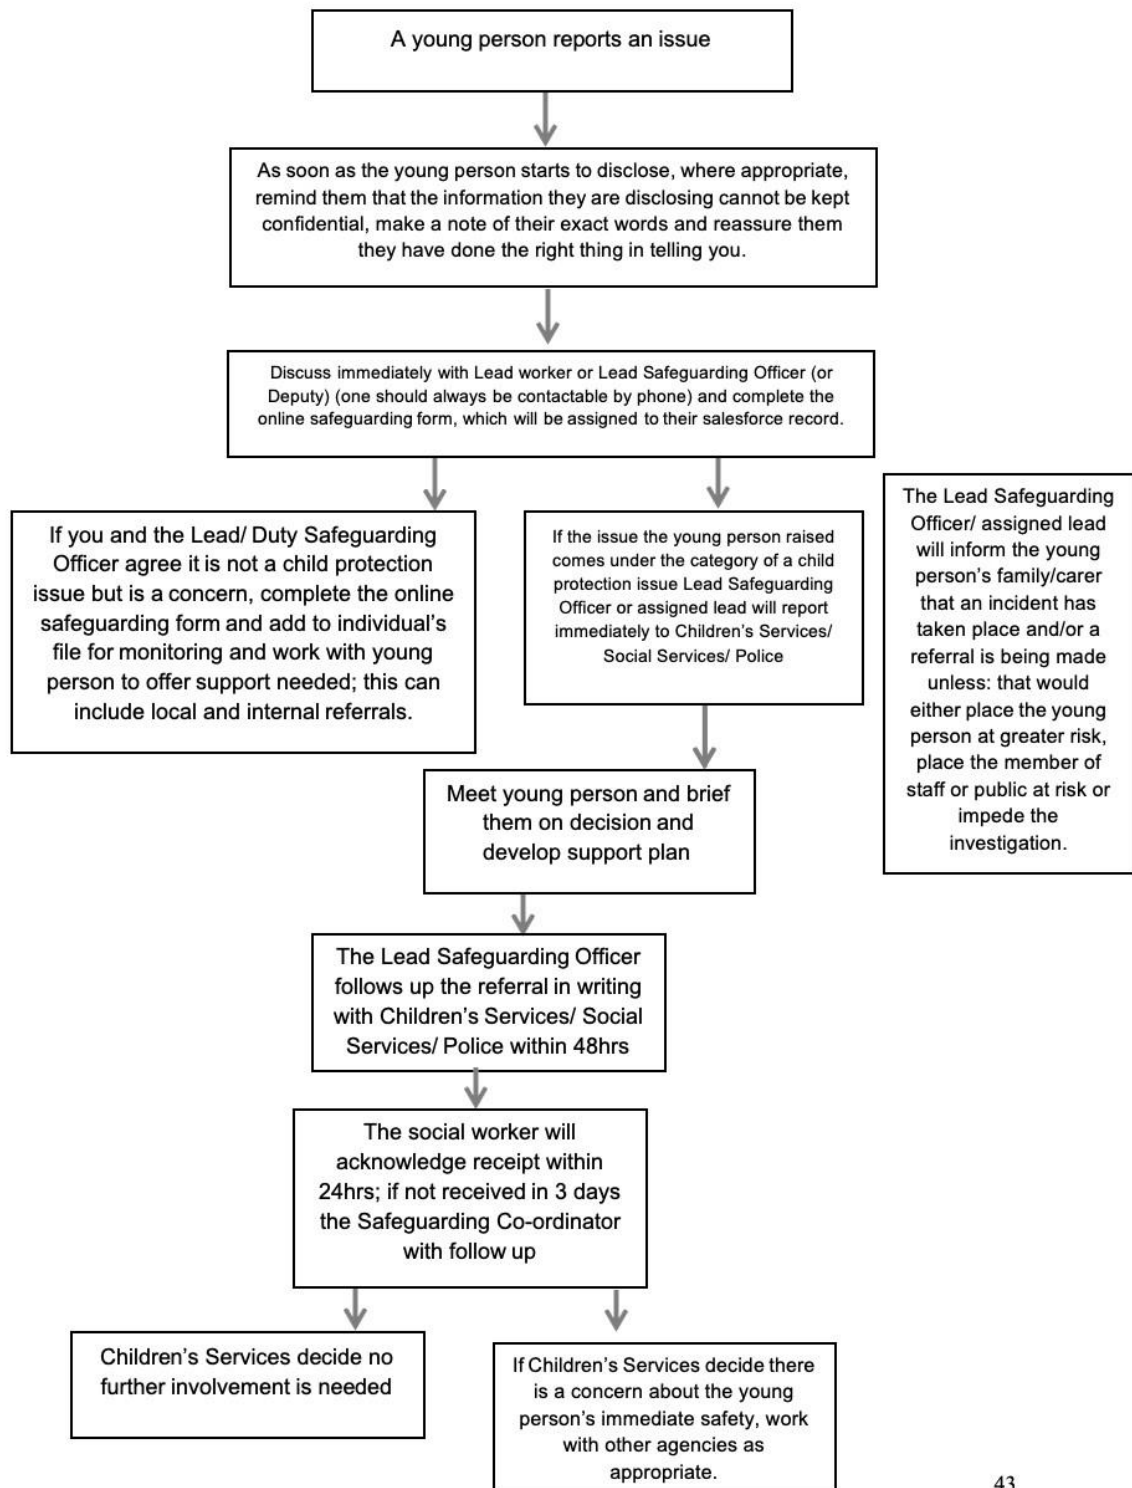 A young person reports an issue
As soon as the young person starts to disclose, where appropriate,
remind them that the information they are disclosing cannot be kept
confidential, make a note of their exact words and reassure them
they have done the right thing in telling you.
Discuss immediately with Lead worker or Lead Safeguarding Officer (or
Deputy) (one should always be contactable by phone) and complete the
online safeguarding form, which will be assigned to their salesforce record.
If you and the Lead/ Duty Safeguarding
Officer agree it is not a child protection
issue but is a concern, complete the online
safeguarding form and add to individual's
file for monitoring and work with young
person to offer support needed; this can
include local and internal referrals.
If the issue the young person raised
comes under the category of a child
protection issue Lead Safeguarding
Officer or assigned lead will report
immediately to Children's Services/
Social Services/ Police
The Lead Safeguarding
Officer/ assigned lead
will inform the young
person's family/carer
that an incident has
taken place and/or a
referral is being made
unless: that would
either place the young
person at greater risk,
place the member of
staff or public at risk or
impede the
investigation.
Meet young person and brief
them on decision and
develop support plan
The Lead Safeguarding Officer
follows up the referral in writing
with Children's Services/ Social
Services/ Police within 48hrs
The social worker will
acknowledge receipt within
24hrs; if not received in 3 days
the Safeguarding Co-ordinator
with follow up
Children's Services decide no
further involvement is needed
If Children's Services decide there
is a concern about the young
person's immediate safety, work
with other agencies as
appropriate.
43